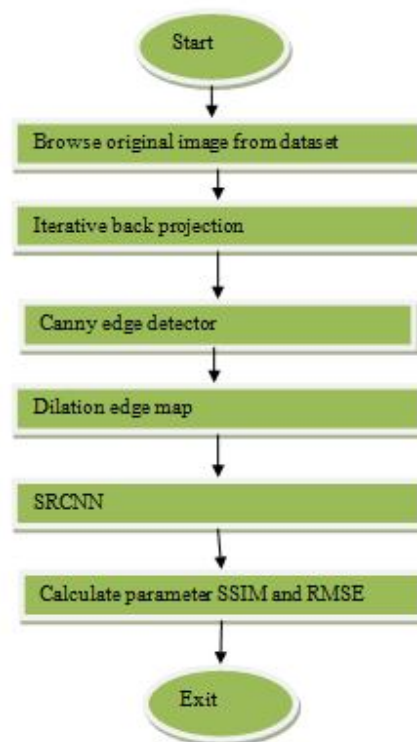 Start
Browse original image from dataset
Iterative back projection
Canny edge detector
Dilation edge map
SRCNN
Calculate parameter SSIM and RMSE
Exit